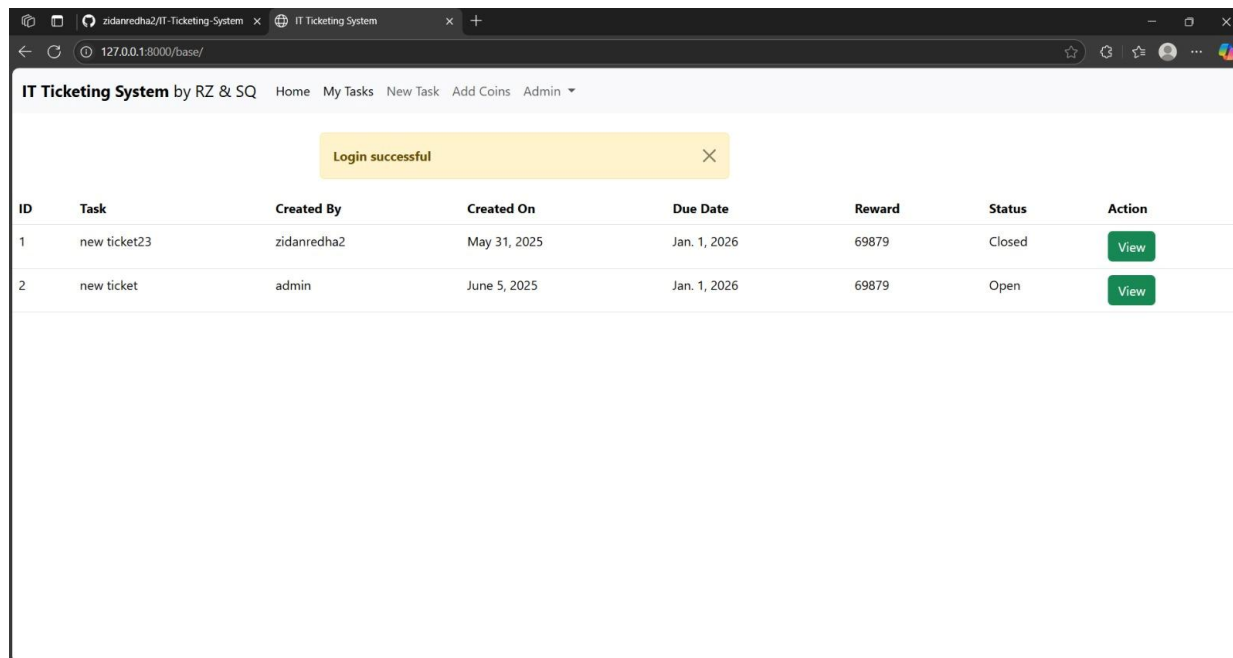 zidanredha2/IT-Ticketing-System
IT Ticketing System
127.0.0.1:8000/base/
IT Ticketing System by RZ & SQ Home My Tasks New Task Add Coins Admin
Login successful
ID Task Created By Created On Due Date Reward Status Action
1 new ticket23 zidanredha2 May 31, 2025 Jan. 1, 2026 69879 Closed View
2 new ticket admin June 5, 2025 Jan. 1, 2026 69879 Open View